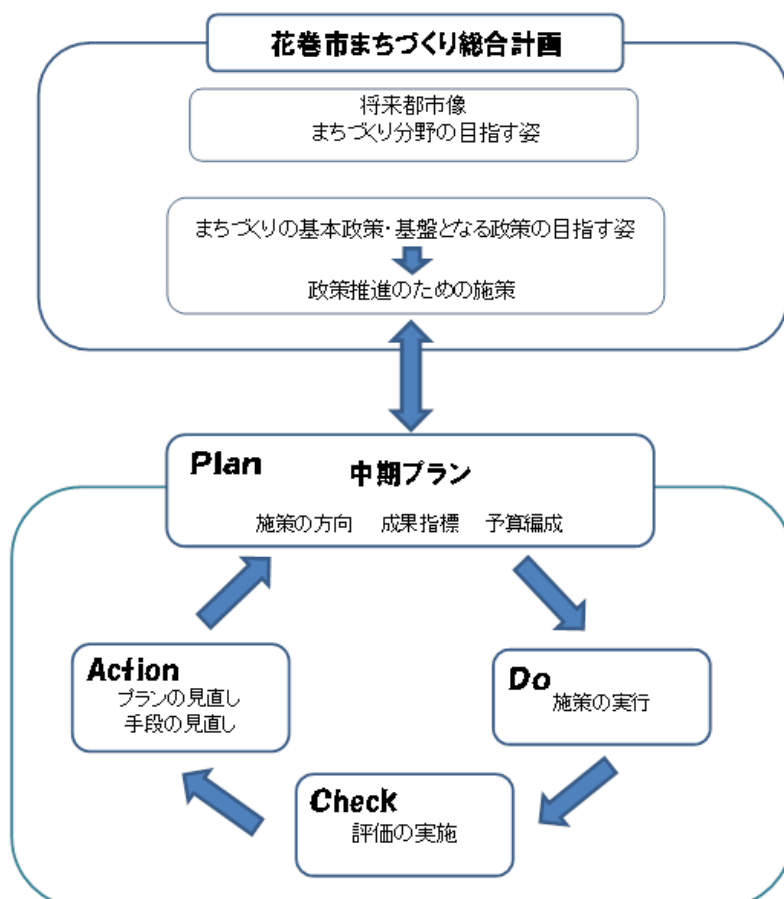 花巻市まちづくり総合計画
将来都市像
まちづくり分野の目指す姿
まちづくりの基本政策・基盤となる政策の目指す姿
政策推進のための施策
Plan 中期プラン
施策の方向 成果指標 予算編成
Action
プランの見直し
手段の見直し
Do
施策の実行
Check
評価の実施